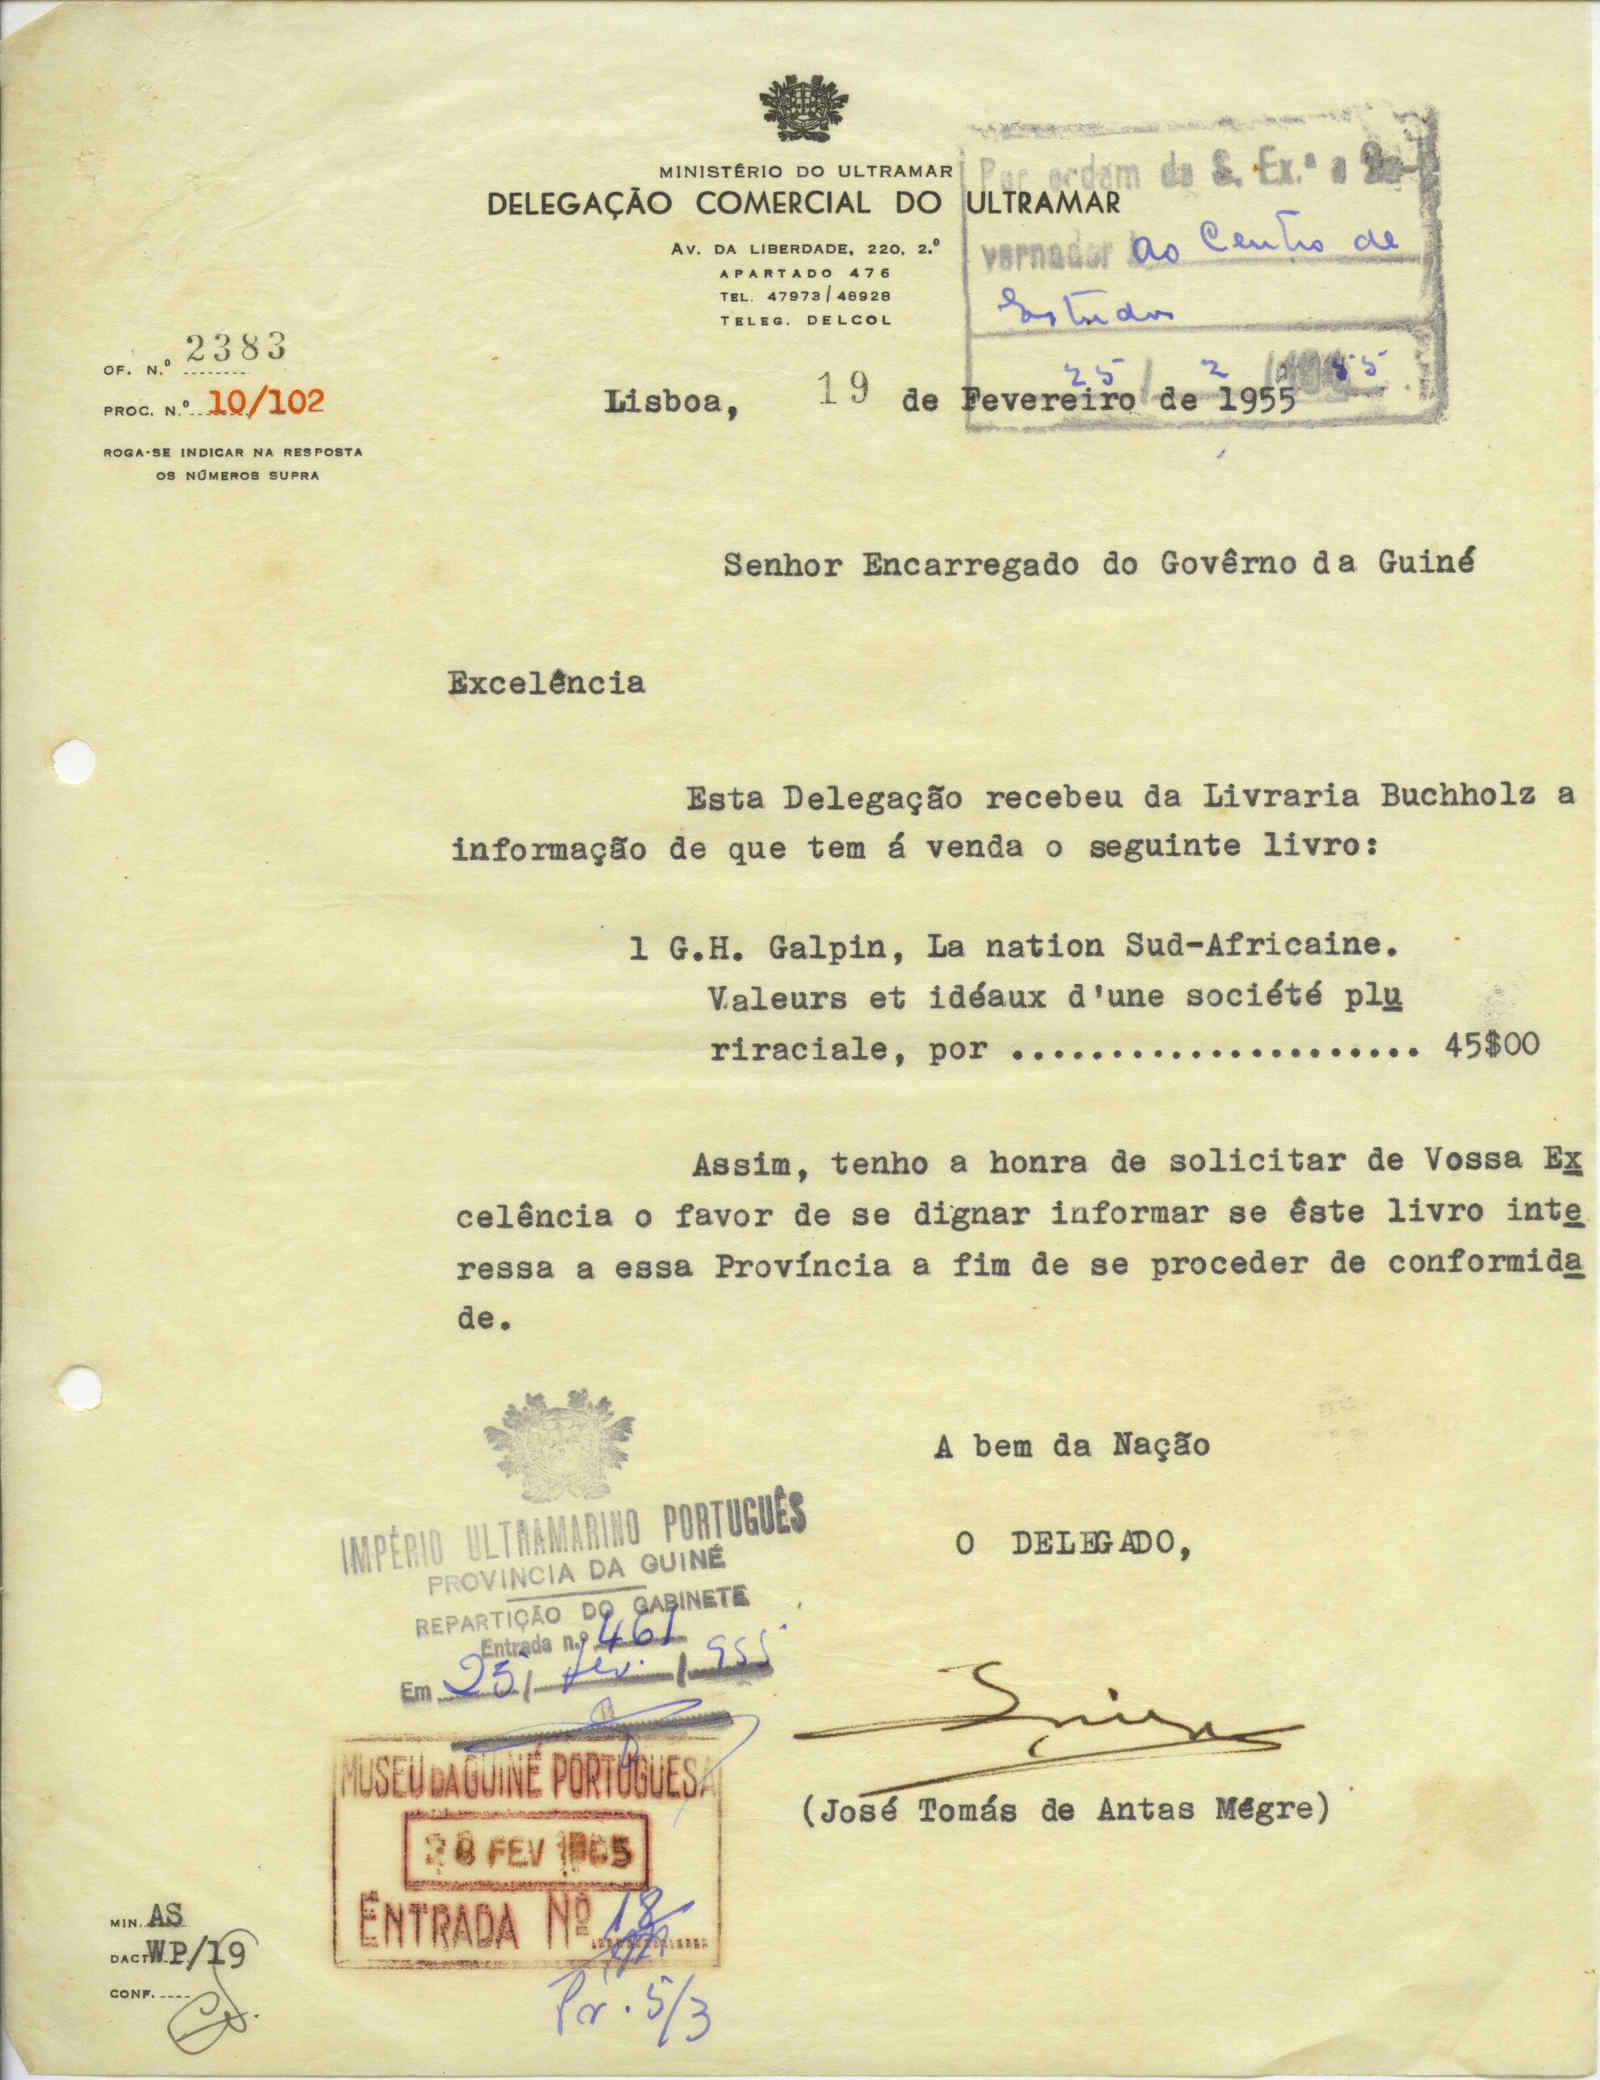 MINISTÉRIO DO ULTRAMAR
DELEGAÇÃO COMERCIAL DO ULTRAMAR
AV. DA LIBERDADE, 220, 2.º
APARTADO 476
TEL. 47973/48928
TELEG. DELCOL
Por ordem de S. Ex.ª o Go-
vernador ao Centro de
Estudos
25/2/55
OF. N.º 2383
PROC. N.º 10/102
ROGA-SE INDICAR NA RESPOSTA
OS NÚMEROS SUPRA
Lisboa, 19 de Fevereiro de 1955
Senhor Encarregado do Govêrno da Guiné
Excelência
Esta Delegação recebeu da Livraria Buchholz a
informação de que tem á venda o seguinte livro:
1 G.H. Galpin, La nation Sud-Africaine.
Valeurs et idéaux d'une société plu
riraciale, por ..................... 45$00
Assim, tenho a honra de solicitar de Vossa Ex
celência o favor de se dignar informar se êste livro inte
ressa a essa Província a fim de se proceder de conformida
de.
A bem da Nação
O DELEGADO,
(José Tomás de Antas Mégre)
IMPÉRIO ULTRAMARINO PORTUGUÊS
PROVINCIA DA GUINÉ
REPARTIÇÃO DO GABINETE
Entrada n.º 461
Em 25/fev./955
MUSEU DA GUINÉ PORTUGUESA
28 FEV 1955
ENTRADA Nº 18
Pr. 5/3
MIN. AS
DACT. WP/19
CONF.